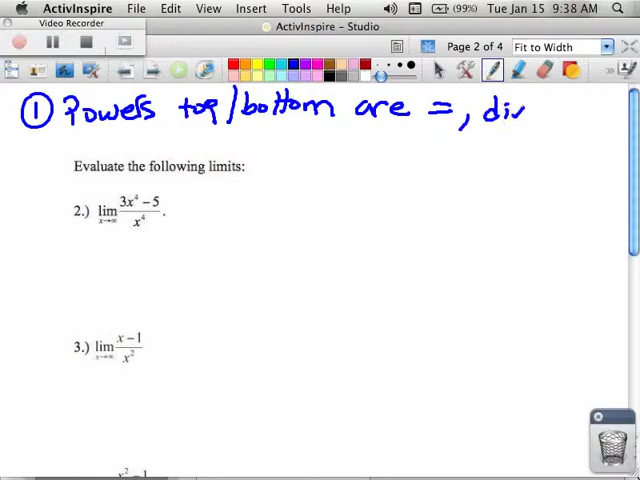 ActivInspire File Edit View Insert Tools Help (99%) Tue Jan 15 9:38 AM
Video Recorder
ActivInspire - Studio
Page 2 of 4 Fit to Width
① Powers top/bottom are =, div
Evaluate the following limits:
2.) lim x→∞ (3x⁴ − 5)/x⁴ .
3.) lim x→∞ (x − 1)/x²
x² − 1